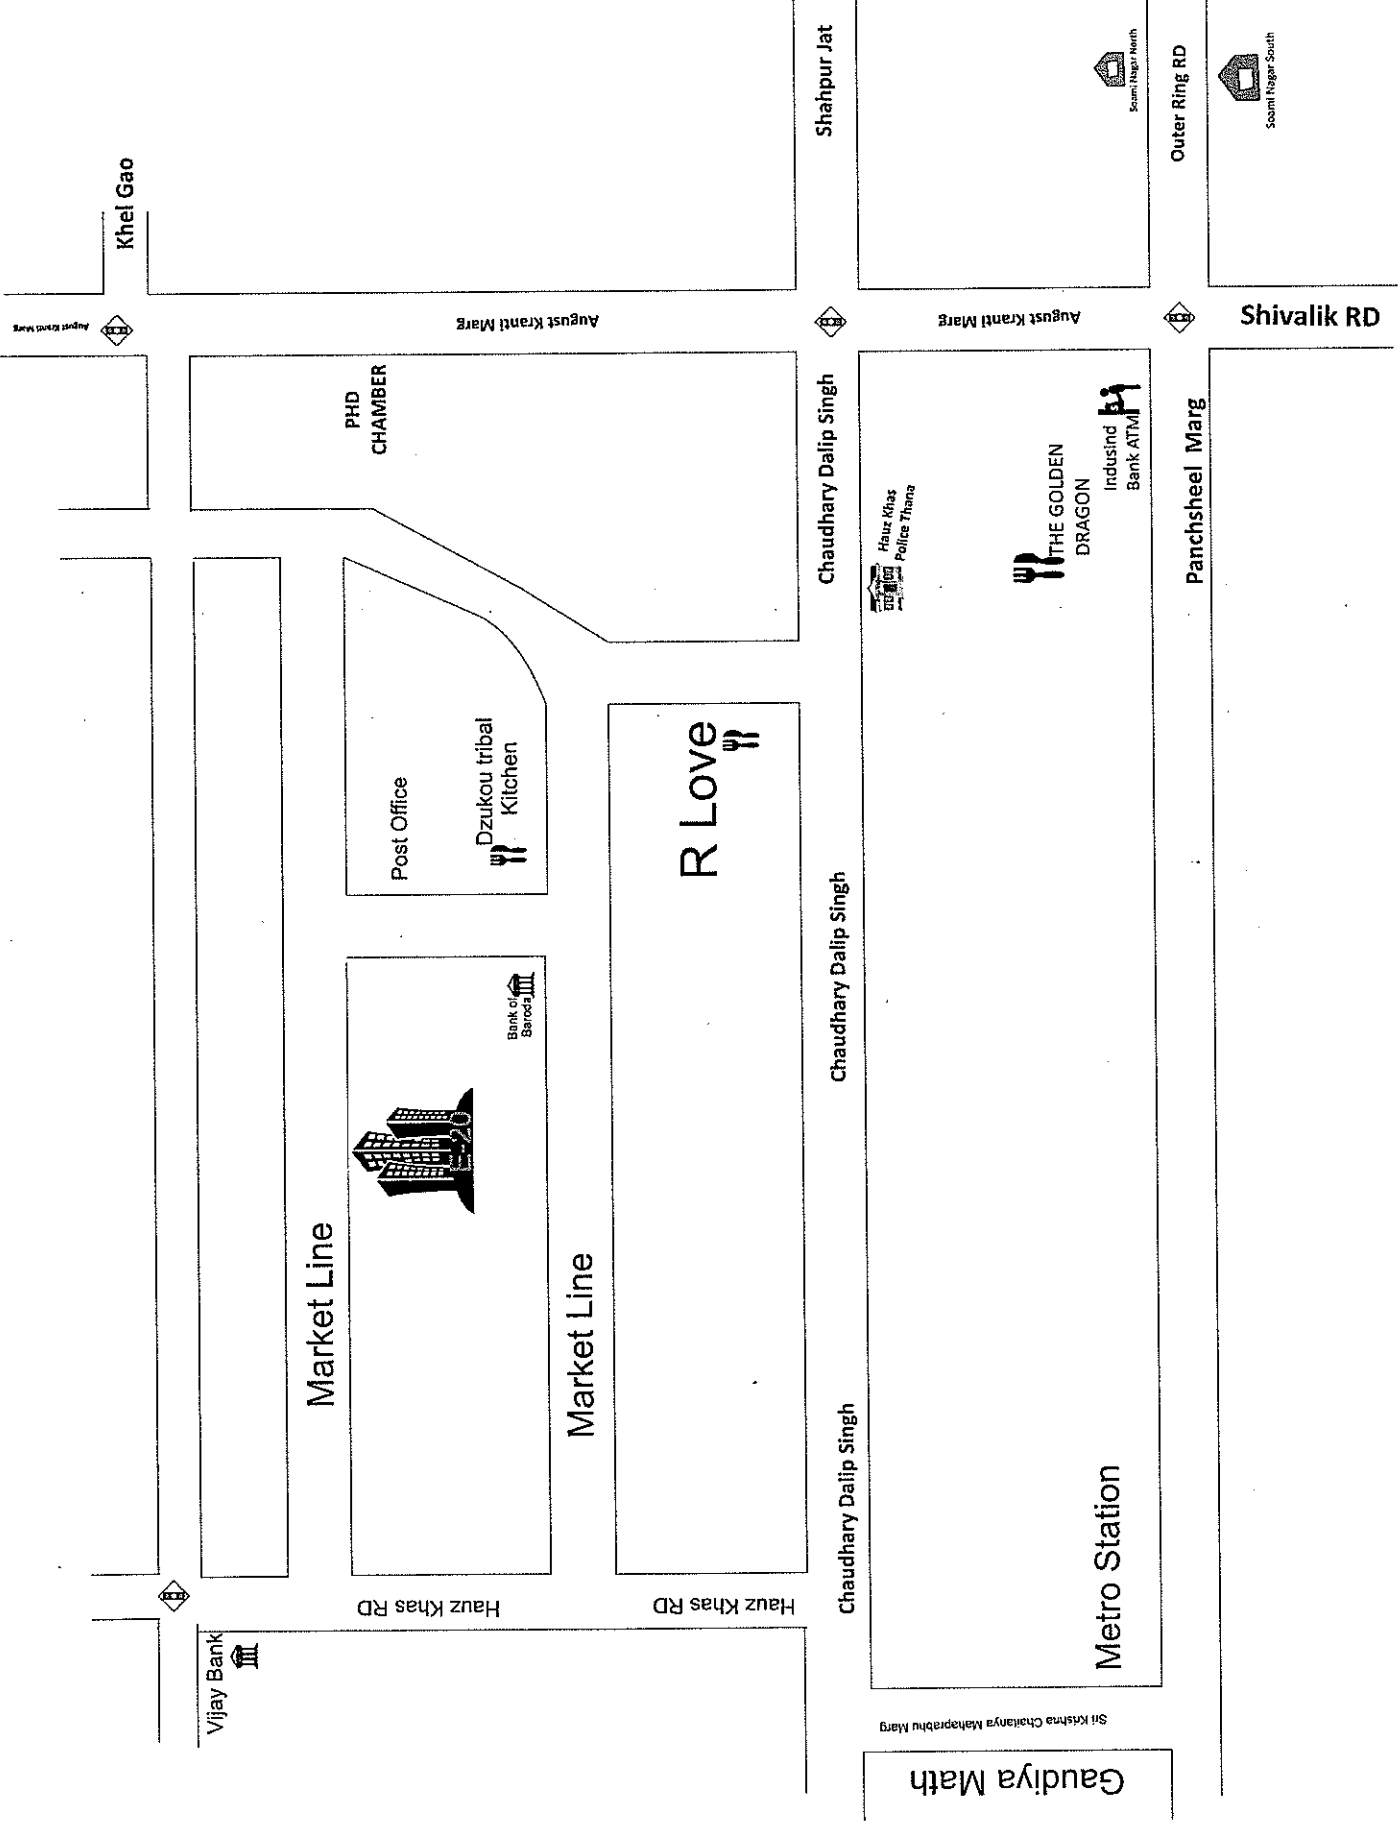 Khel Gao
August Kranti Marg
August Kranti Marg
August Kranti Marg
Shivalik RD
Shahpur Jat
Soami Nagar North
Outer Ring RD
Soami Nagar South
PHD
CHAMBER
Chaudhary Dalip Singh
Hauz Khas
Police Thana
THE GOLDEN
DRAGON
Indusind
Bank ATM
Panchsheel Marg
Post Office
Dzukou tribal
Kitchen
R Love
Chaudhary Dalip Singh
Bank of
Baroda
E-20
Market Line
Market Line
Chaudhary Dalip Singh
Metro Station
Hauz Khas RD
Hauz Khas RD
Vijay Bank
Sri Krishna Chaitanya Mahaprabhu Marg
Gaudiya Math